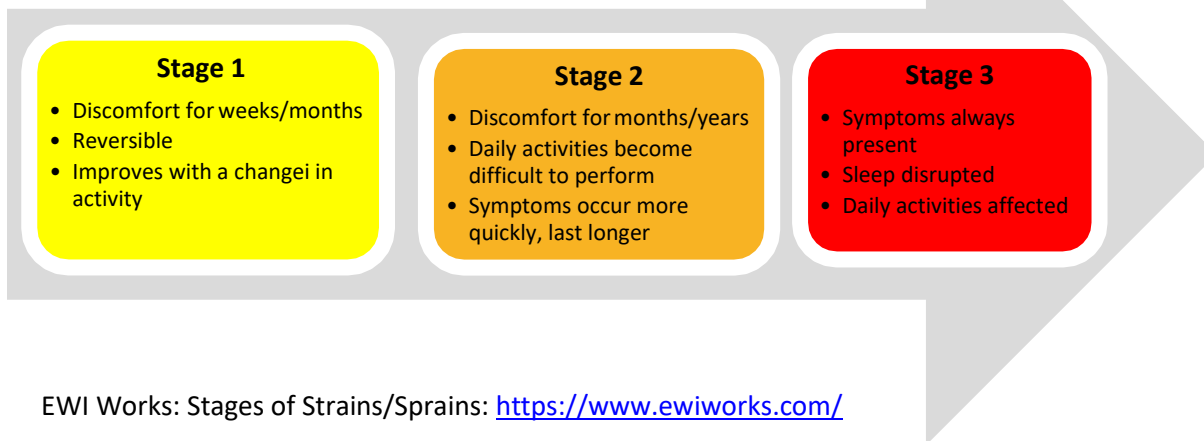 Stage 1
• Discomfort for weeks/months
• Reversible
• Improves with a changei in
activity
Stage 2
• Discomfort for months/years
• Daily activities become
difficult to perform
• Symptoms occur more
quickly, last longer
Stage 3
• Symptoms always
present
• Sleep disrupted
• Daily activities affected
EWI Works: Stages of Strains/Sprains: https://www.ewiworks.com/